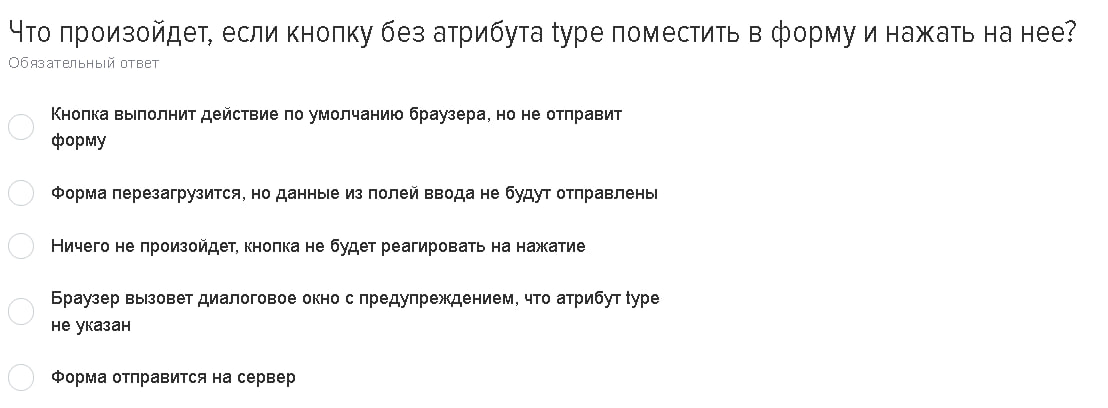 Что произойдет, если кнопку без атрибута type поместить в форму и нажать на нее?
Обязательный ответ
Кнопка выполнит действие по умолчанию браузера, но не отправит
форму
Форма перезагрузится, но данные из полей ввода не будут отправлены
Ничего не произойдет, кнопка не будет реагировать на нажатие
Браузер вызовет диалоговое окно с предупреждением, что атрибут type
не указан
Форма отправится на сервер